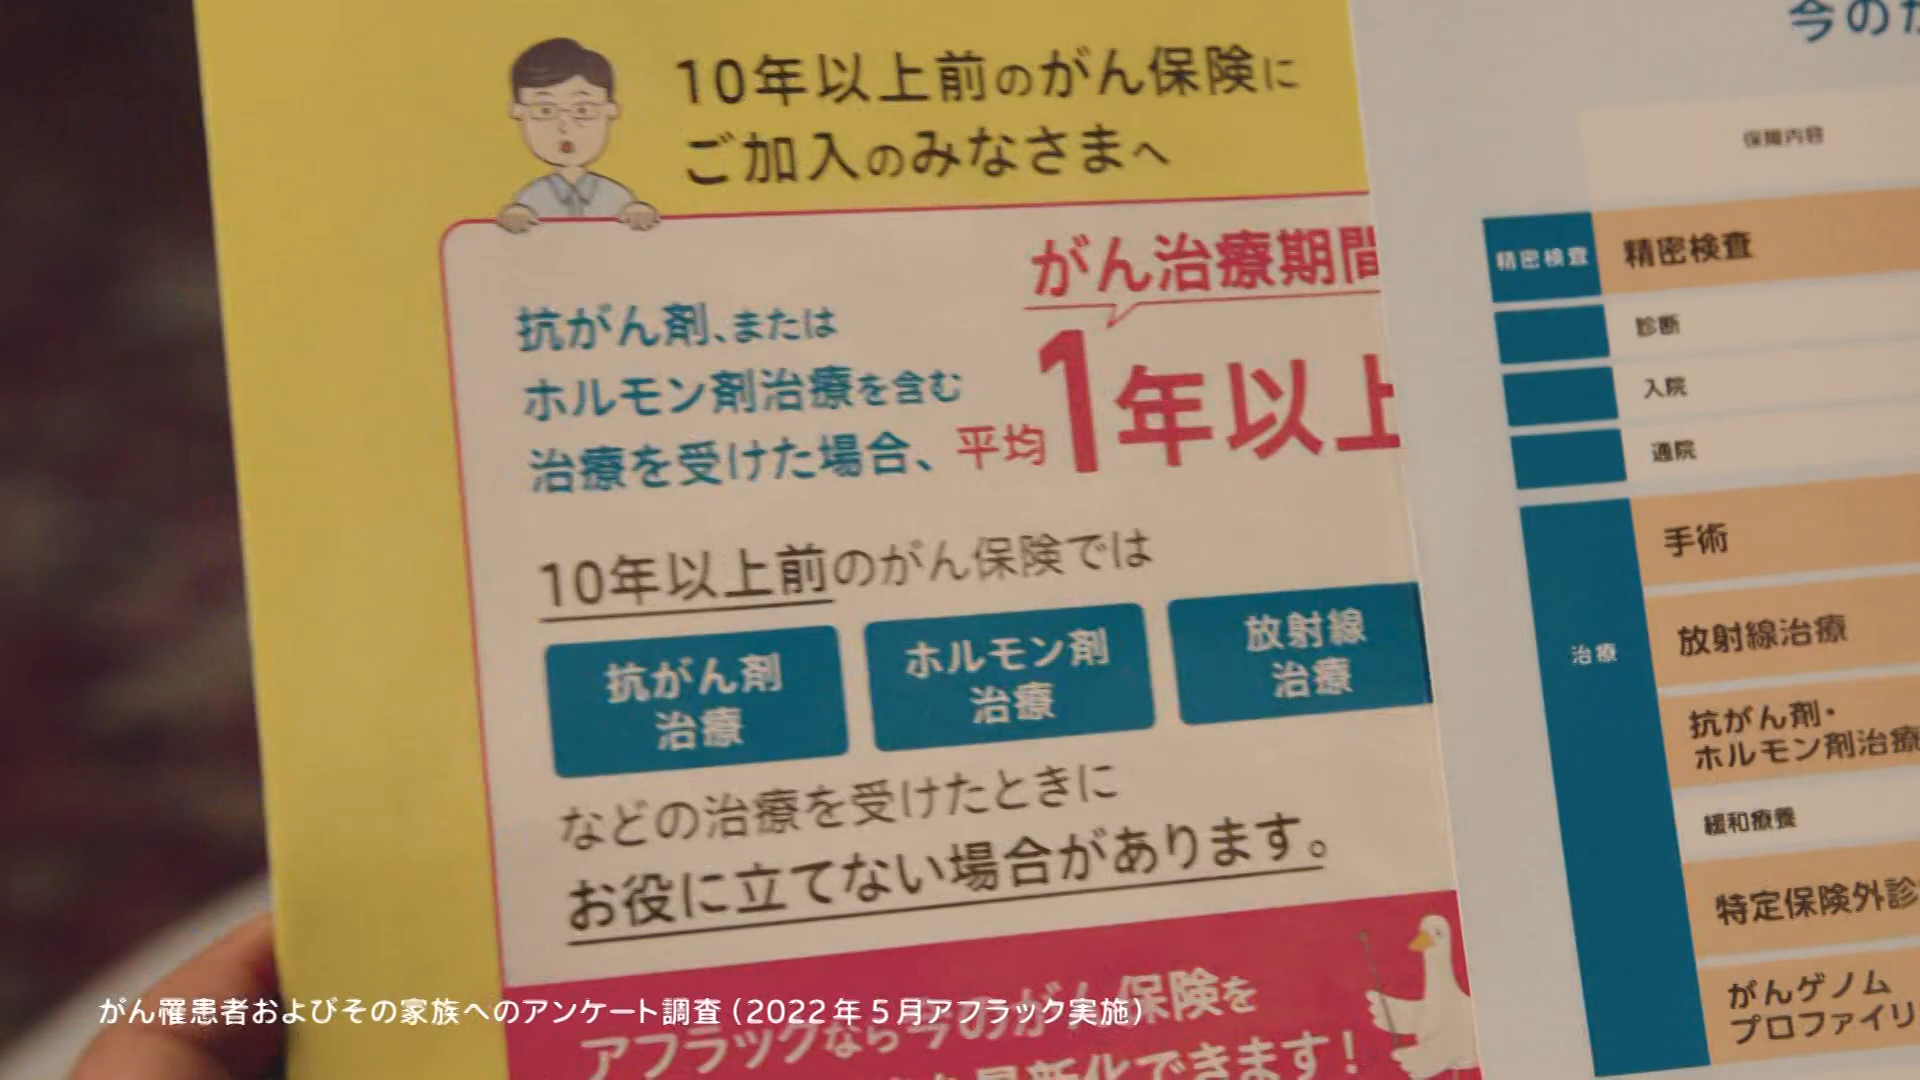 10年以上前のがん保険に
ご加入のみなさまへ
がん治療期間
抗がん剤、または
ホルモン剤治療を含む
治療を受けた場合、平均1年以上
10年以上前のがん保険では
抗がん剤
治療
ホルモン剤
治療
放射線
治療
などの治療を受けたときに
お役に立てない場合があります。
アフラックなら今のがん保険を
最新化できます!
今の
保障内容
精密検査
精密検査
診断
入院
通院
治療
手術
放射線治療
抗がん剤・
ホルモン剤治療
緩和療養
特定保険外診
がんゲノム
プロファイリ
がん罹患者およびその家族へのアンケート調査(2022年5月アフラック実施)